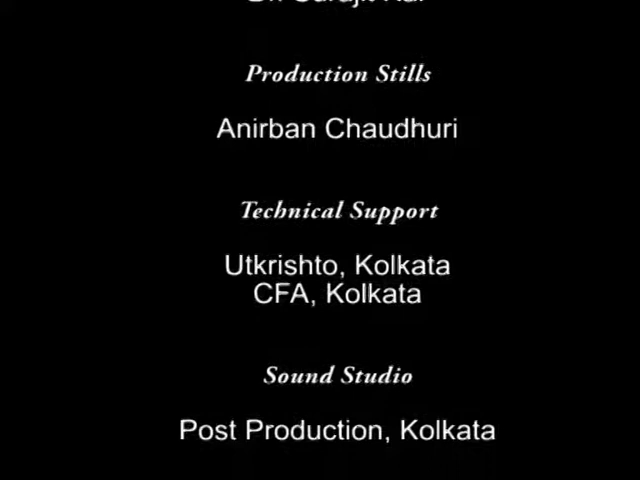 Production Stills
Anirban Chaudhuri
Technical Support
Utkrishto, Kolkata
CFA, Kolkata
Sound Studio
Post Production, Kolkata